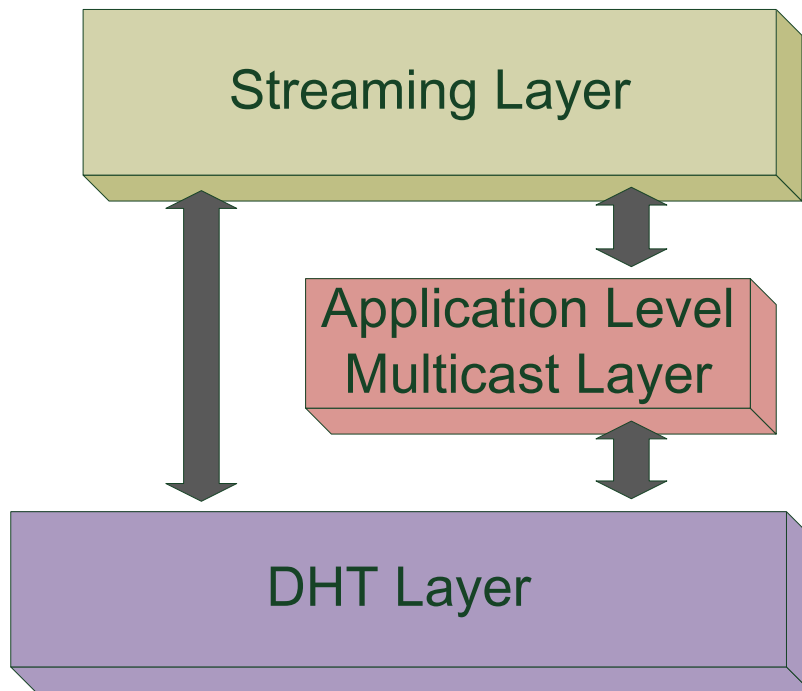 Streaming Layer
Application Level
Multicast Layer
DHT Layer